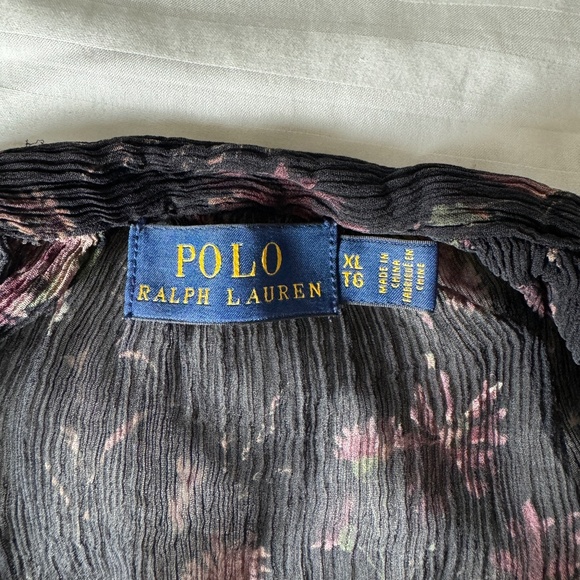 POLO
RALPH LAUREN
XL
TG
MADE IN
CHINA
FABRIQUÉ EN
CHINE